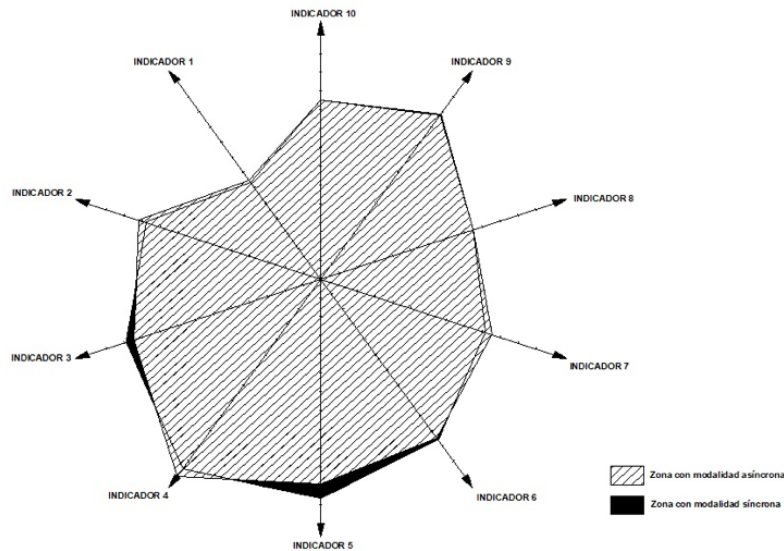 INDICADOR 10
INDICADOR 1
INDICADOR 9
INDICADOR 2
INDICADOR 8
INDICADOR 3
INDICADOR 7
INDICADOR 4
INDICADOR 6
INDICADOR 5
Zona con modalidad asíncrona
Zona con modalidad síncrona